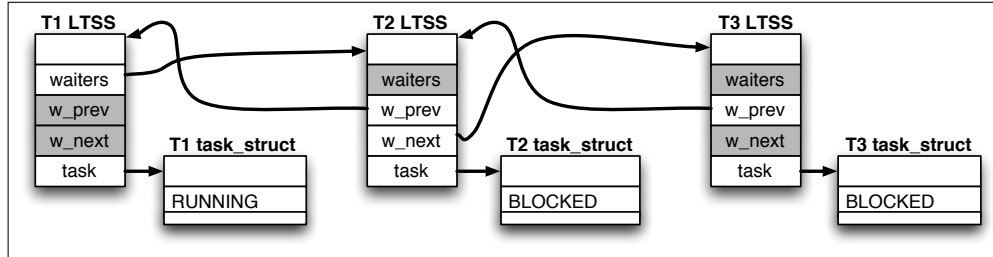 T1 LTSS
waiters
w_prev
w_next
task
T1 task_struct
RUNNING
T2 LTSS
waiters
w_prev
w_next
task
T2 task_struct
BLOCKED
T3 LTSS
waiters
w_prev
w_next
task
T3 task_struct
BLOCKED